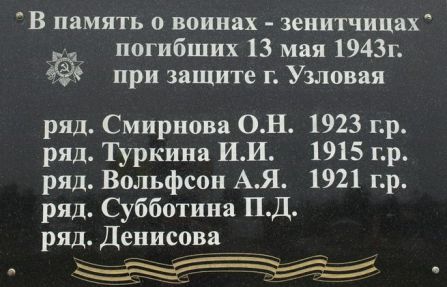 В память о воинах - зенитчицах
погибших 13 мая 1943г.
при защите г. Узловая
ряд. Смирнова О.Н. 1923 г.р.
ряд. Туркина И.И. 1915 г.р.
ряд. Вольфсон А.Я. 1921 г.р.
ряд. Субботина П.Д.
ряд. Денисова